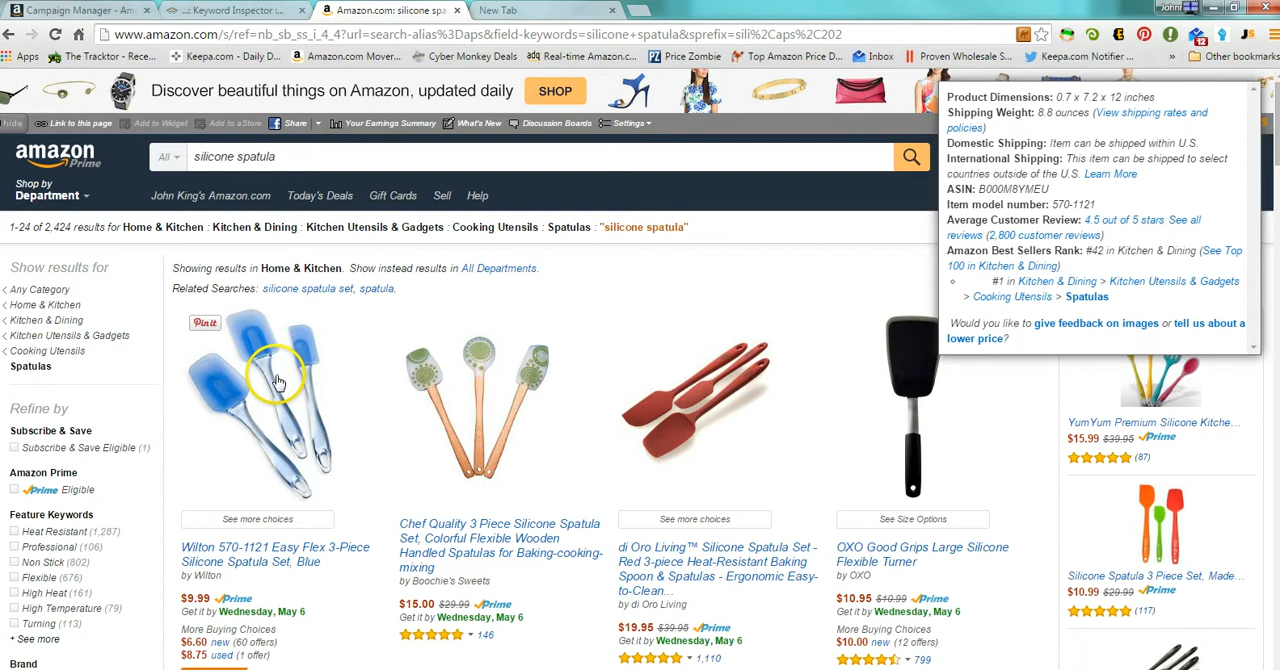 Campaign Manager - Am
...: Keyword Inspector :...
Amazon.com: silicone spa
New Tab
John
www.amazon.com/s/ref=nb_sb_ss_i_4_4?url=search-alias%3Daps&field-keywords=silicone+spatula&sprefix=sili%2Caps%2C202
12
Apps
The Tracktor - Rece...
Keepa.com - Daily D...
Amazon.com Mover...
Cyber Monkey Deals
Real-time Amazon.c...
Price Zombie
Top Amazon Price D...
Inbox
Proven Wholesale S...
Keepa.com Notifier ...
»
Other bookmarks
Discover beautiful things on Amazon, updated daily
SHOP
hide
Link to this page
Add to Widget
Add to aStore
Share
Your Earnings Summary
What's New
Discussion Boards
Settings
amazon
Prime
All
silicone spatula
Shop by
Department
John King's Amazon.com
Today's Deals
Gift Cards
Sell
Help
Product Dimensions: 0.7 x 7.2 x 12 inches
Shipping Weight: 8.8 ounces (View shipping rates and
policies)
Domestic Shipping: Item can be shipped within U.S.
International Shipping: This item can be shipped to select
countries outside of the U.S. Learn More
ASIN: B000M8YMEU
Item model number: 570-1121
Average Customer Review: 4.5 out of 5 stars See all
reviews (2,800 customer reviews)
Amazon Best Sellers Rank: #42 in Kitchen & Dining (See Top
100 in Kitchen & Dining)
#1 in Kitchen & Dining > Kitchen Utensils & Gadgets
> Cooking Utensils > Spatulas
Would you like to give feedback on images or tell us about a
lower price?
1-24 of 2,424 results for Home & Kitchen : Kitchen & Dining : Kitchen Utensils & Gadgets : Cooking Utensils : Spatulas : "silicone spatula"
Show results for
Any Category
Home & Kitchen
Kitchen & Dining
Kitchen Utensils & Gadgets
Cooking Utensils
Spatulas
Refine by
Subscribe & Save
Subscribe & Save Eligible (1)
Amazon Prime
Prime Eligible
Feature Keywords
Heat Resistant (1,287)
Professional (106)
Non Stick (802)
Flexible (676)
High Heat (161)
High Temperature (79)
Turning (113)
+ See more
Brand
Showing results in Home & Kitchen. Show instead results in All Departments.
Related Searches: silicone spatula set, spatula.
Pin it
See more choices
Wilton 570-1121 Easy Flex 3-Piece
Silicone Spatula Set, Blue
by Wilton
$9.99 Prime
Get it by Wednesday, May 6
More Buying Choices
$6.60 new (60 offers)
$8.75 used (1 offer)
Chef Quality 3 Piece Silicone Spatula
Set, Colorful Flexible Wooden
Handled Spatulas for Baking-cooking-
mixing
by Boochie's Sweets
$15.00 $29.99 Prime
Get it by Wednesday, May 6
146
See more choices
di Oro Living™ Silicone Spatula Set -
Red 3-piece Heat-Resistant Baking
Spoon & Spatulas - Ergonomic Easy-
to-Clean...
by di Oro Living
$19.95 $39.95 Prime
Get it by Wednesday, May 6
1,110
See Size Options
OXO Good Grips Large Silicone
Flexible Turner
by OXO
$10.95 $10.99 Prime
Get it by Wednesday, May 6
More Buying Choices
$10.00 new (12 offers)
799
YumYum Premium Silicone Kitche...
$15.99 $39.95 Prime
(87)
Silicone Spatula 3 Piece Set, Made...
$10.99 $29.99 Prime
(117)